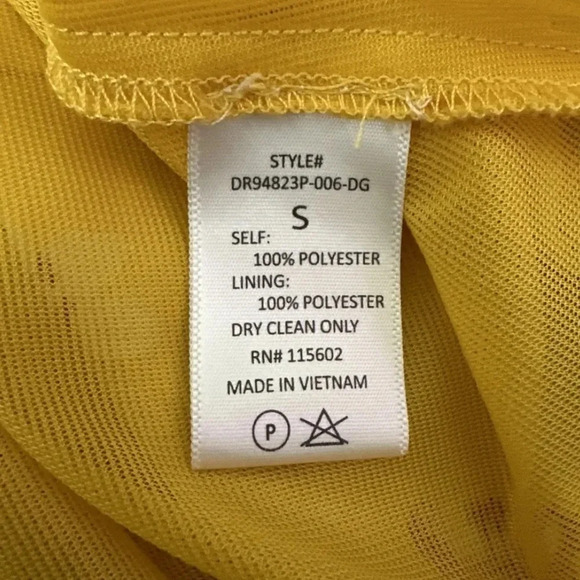 STYLE#
DR94823P-006-DG
S
SELF:
100% POLYESTER
LINING:
100% POLYESTER
DRY CLEAN ONLY
RN# 115602
MADE IN VIETNAM
P